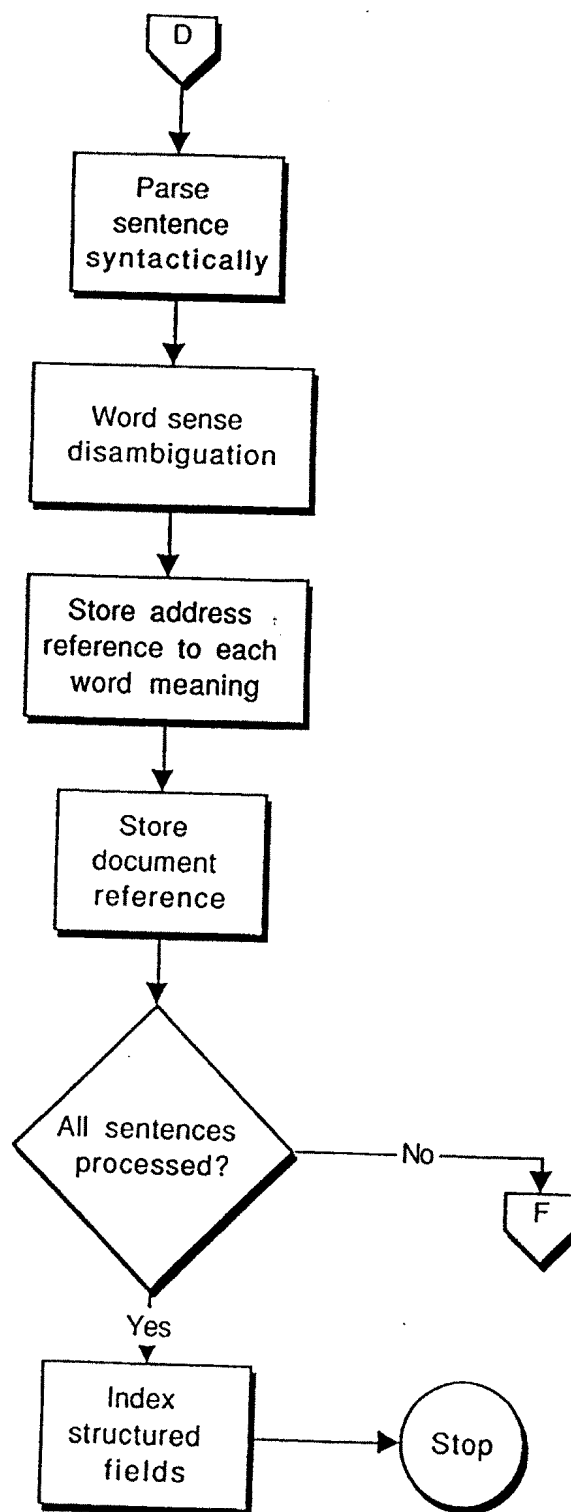 D
Parse
sentence
syntactically
Word sense
disambiguation
Store address
reference to each
word meaning
Store
document
reference
All sentences
processed?
No
F
Yes
Index
structured
fields
Stop